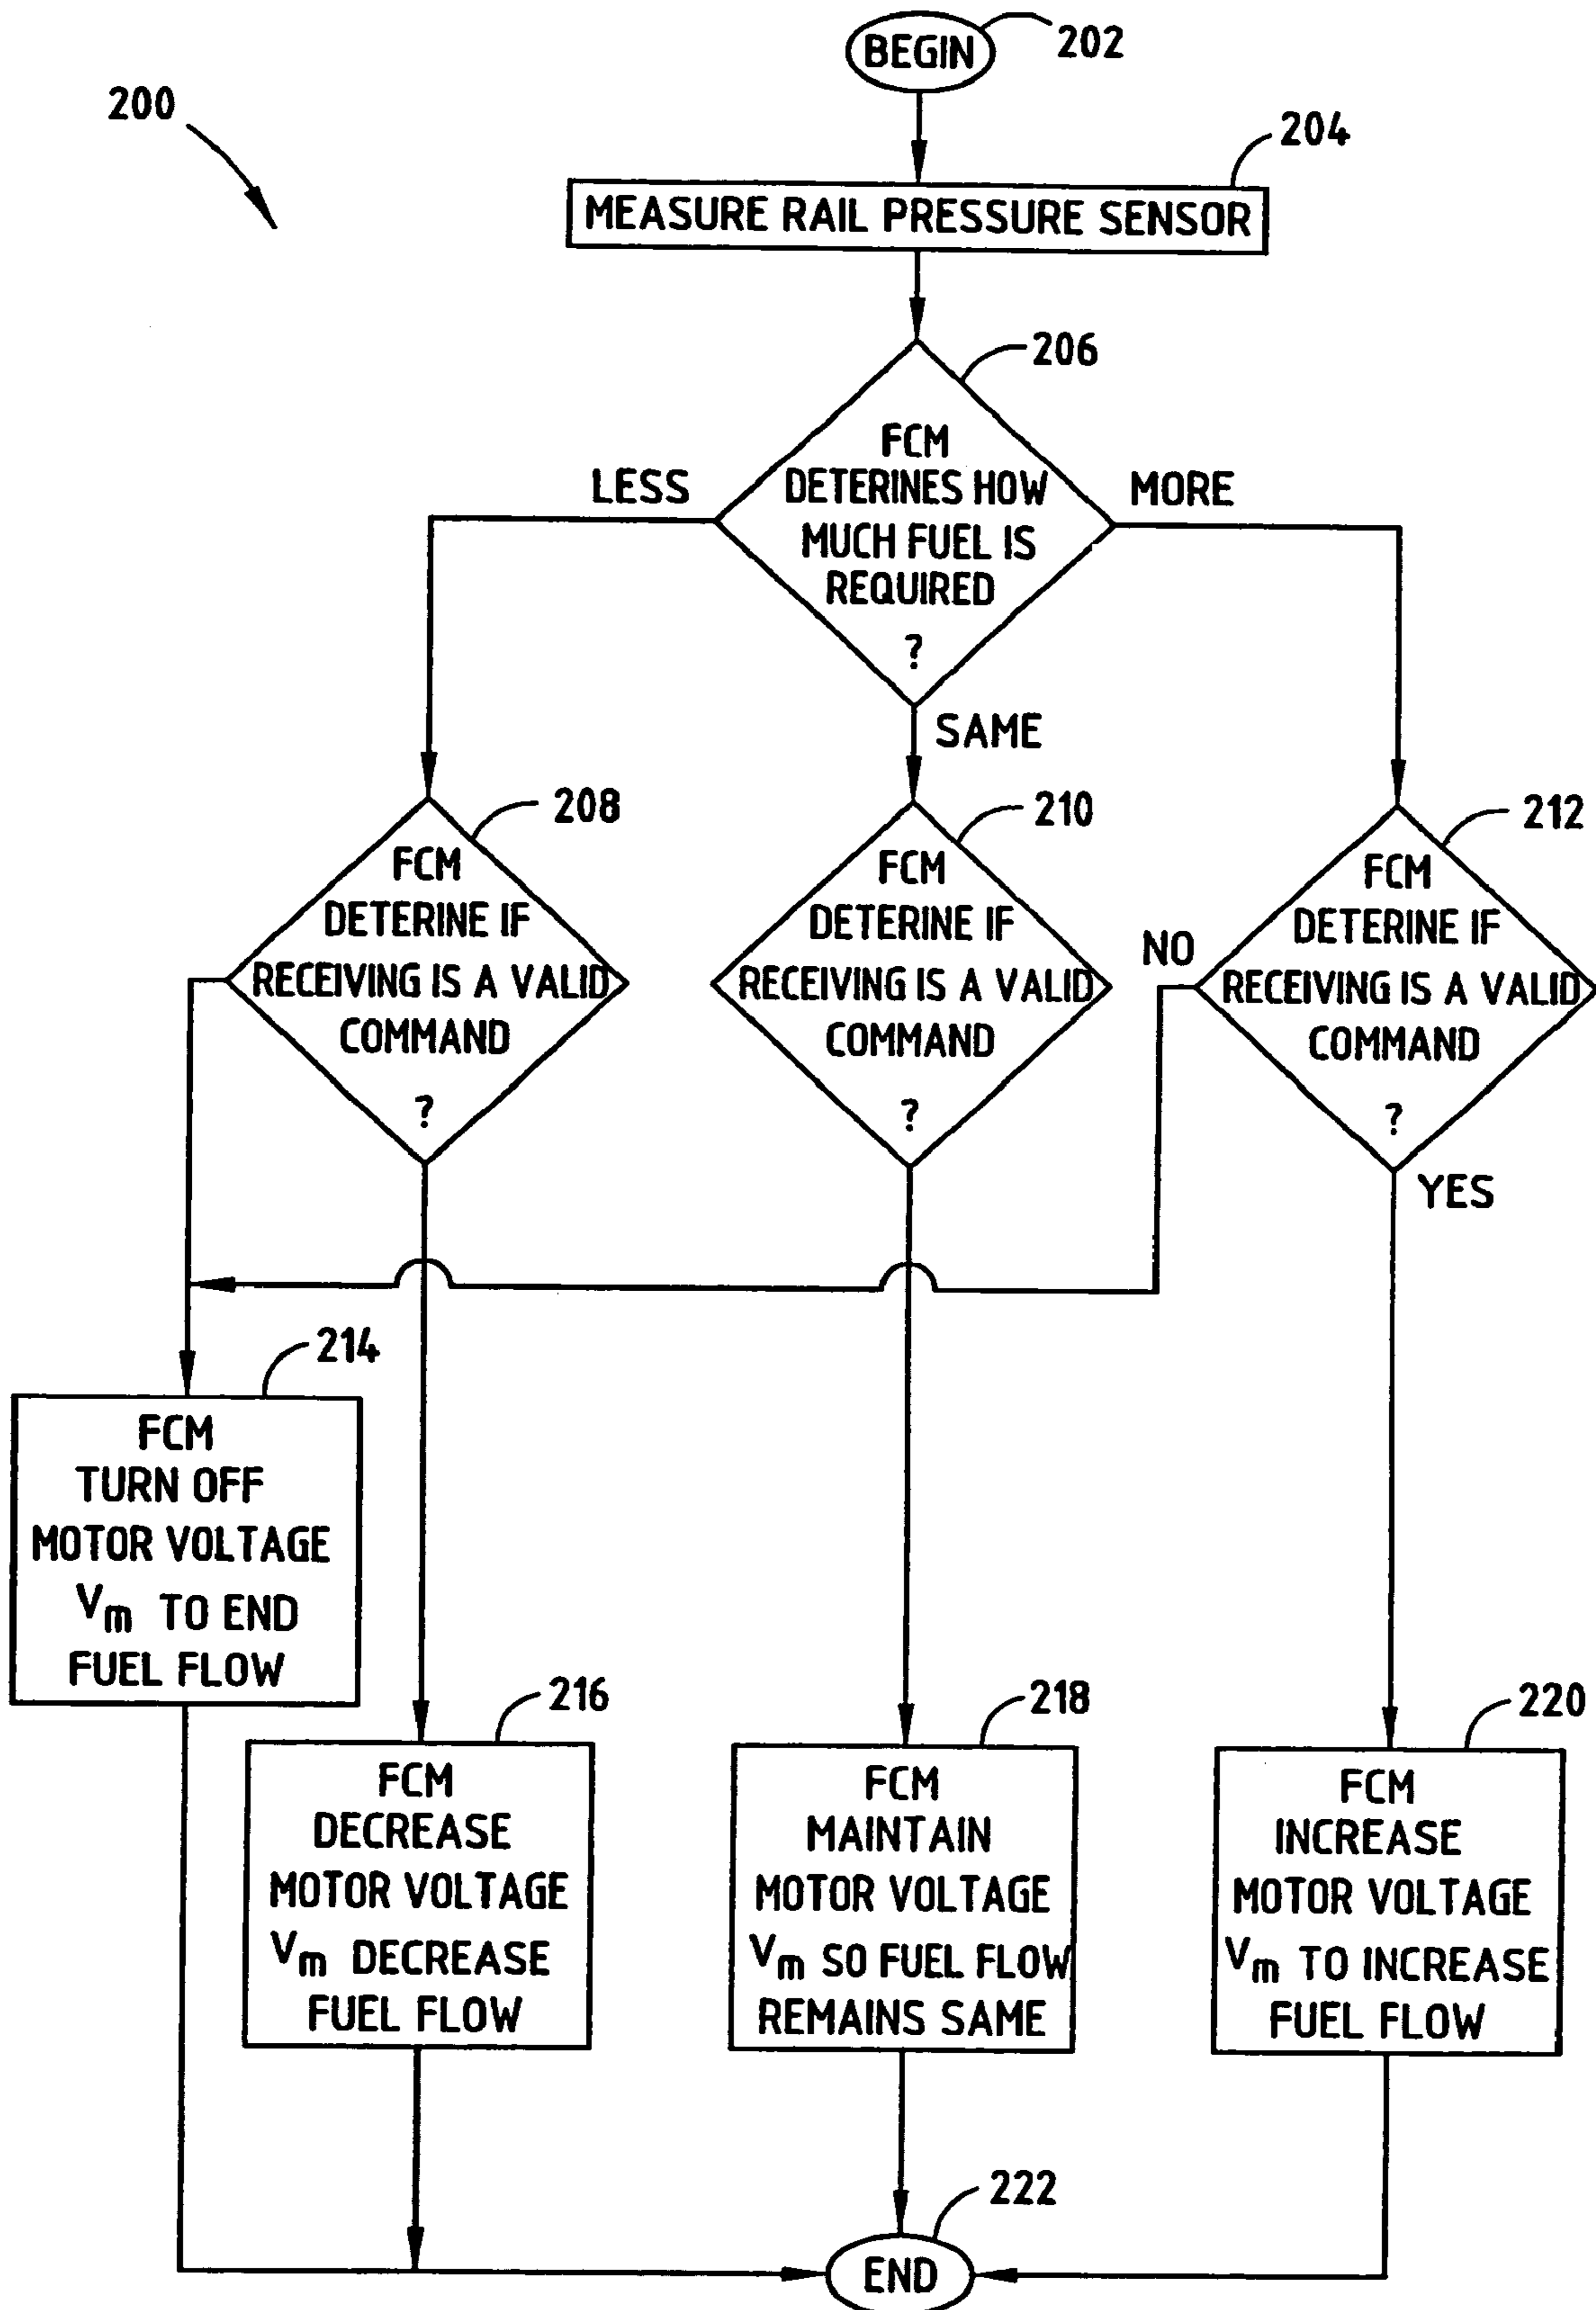 BEGIN
202
200
204
MEASURE RAIL PRESSURE SENSOR
206
FCM
DETERINES HOW
MUCH FUEL IS
REQUIRED
?
LESS
MORE
SAME
208
FCM
DETERINE IF
RECEIVING IS A VALID
COMMAND
?
210
FCM
DETERINE IF
RECEIVING IS A VALID
COMMAND
?
212
FCM
DETERINE IF
RECEIVING IS A VALID
COMMAND
?
NO
YES
214
FCM
TURN OFF
MOTOR VOLTAGE
Vm TO END
FUEL FLOW
216
FCM
DECREASE
MOTOR VOLTAGE
Vm DECREASE
FUEL FLOW
218
FCM
MAINTAIN
MOTOR VOLTAGE
Vm SO FUEL FLOW
REMAINS SAME
220
FCM
INCREASE
MOTOR VOLTAGE
Vm TO INCREASE
FUEL FLOW
222
END